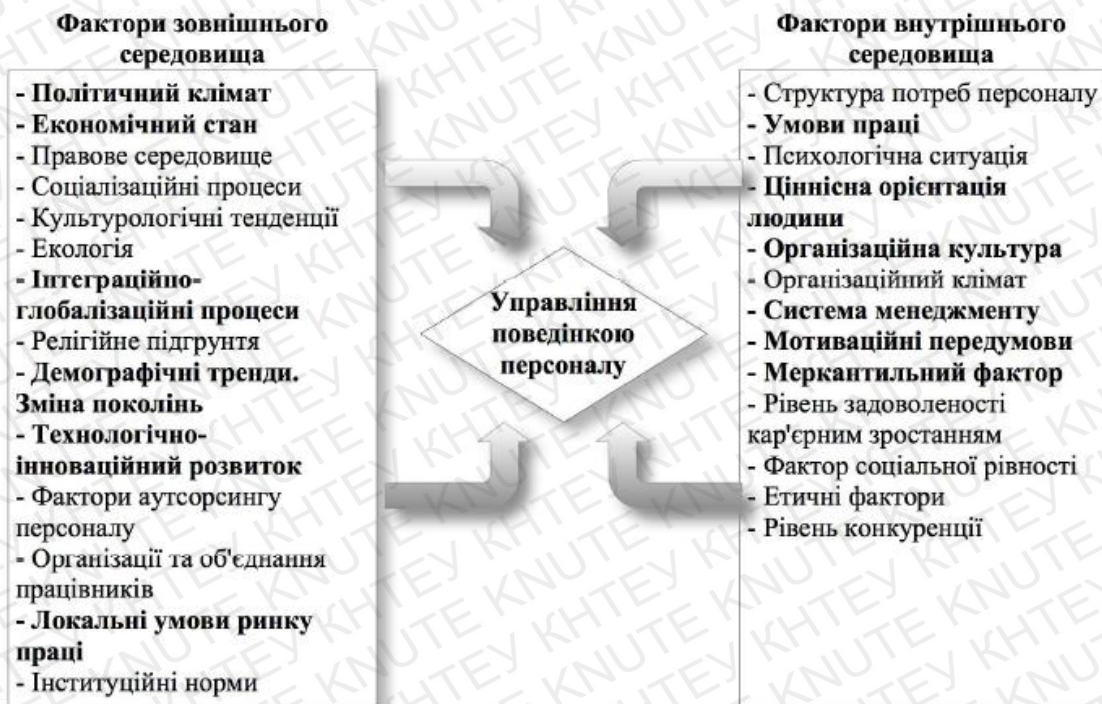 Фактори зовнішнього
середовища
- Політичний клімат
- Економічний стан
- Правове середовище
- Соціалізаційні процеси
- Культурологічні тенденції
- Екологія
- Інтеграційно-
глобалізаційні процеси
- Релігійне підгрунтя
- Демографічні тренди.
Зміна поколінь
- Технологічно-
інноваційний розвиток
- Фактори аутсорсингу
персоналу
- Організації та об'єднання
працівників
- Локальні умови ринку
праці
- Інституційні норми
Управління
поведінкою
персоналу
Фактори внутрішнього
середовища
- Структура потреб персоналу
- Умови праці
- Психологічна ситуація
- Ціннісна орієнтація
людини
- Організаційна культура
- Організаційний клімат
- Система менеджменту
- Мотиваційні передумови
- Меркантильний фактор
- Рівень задоволеності
кар'єрним зростанням
- Фактор соціальної рівності
- Етичні фактори
- Рівень конкуренції